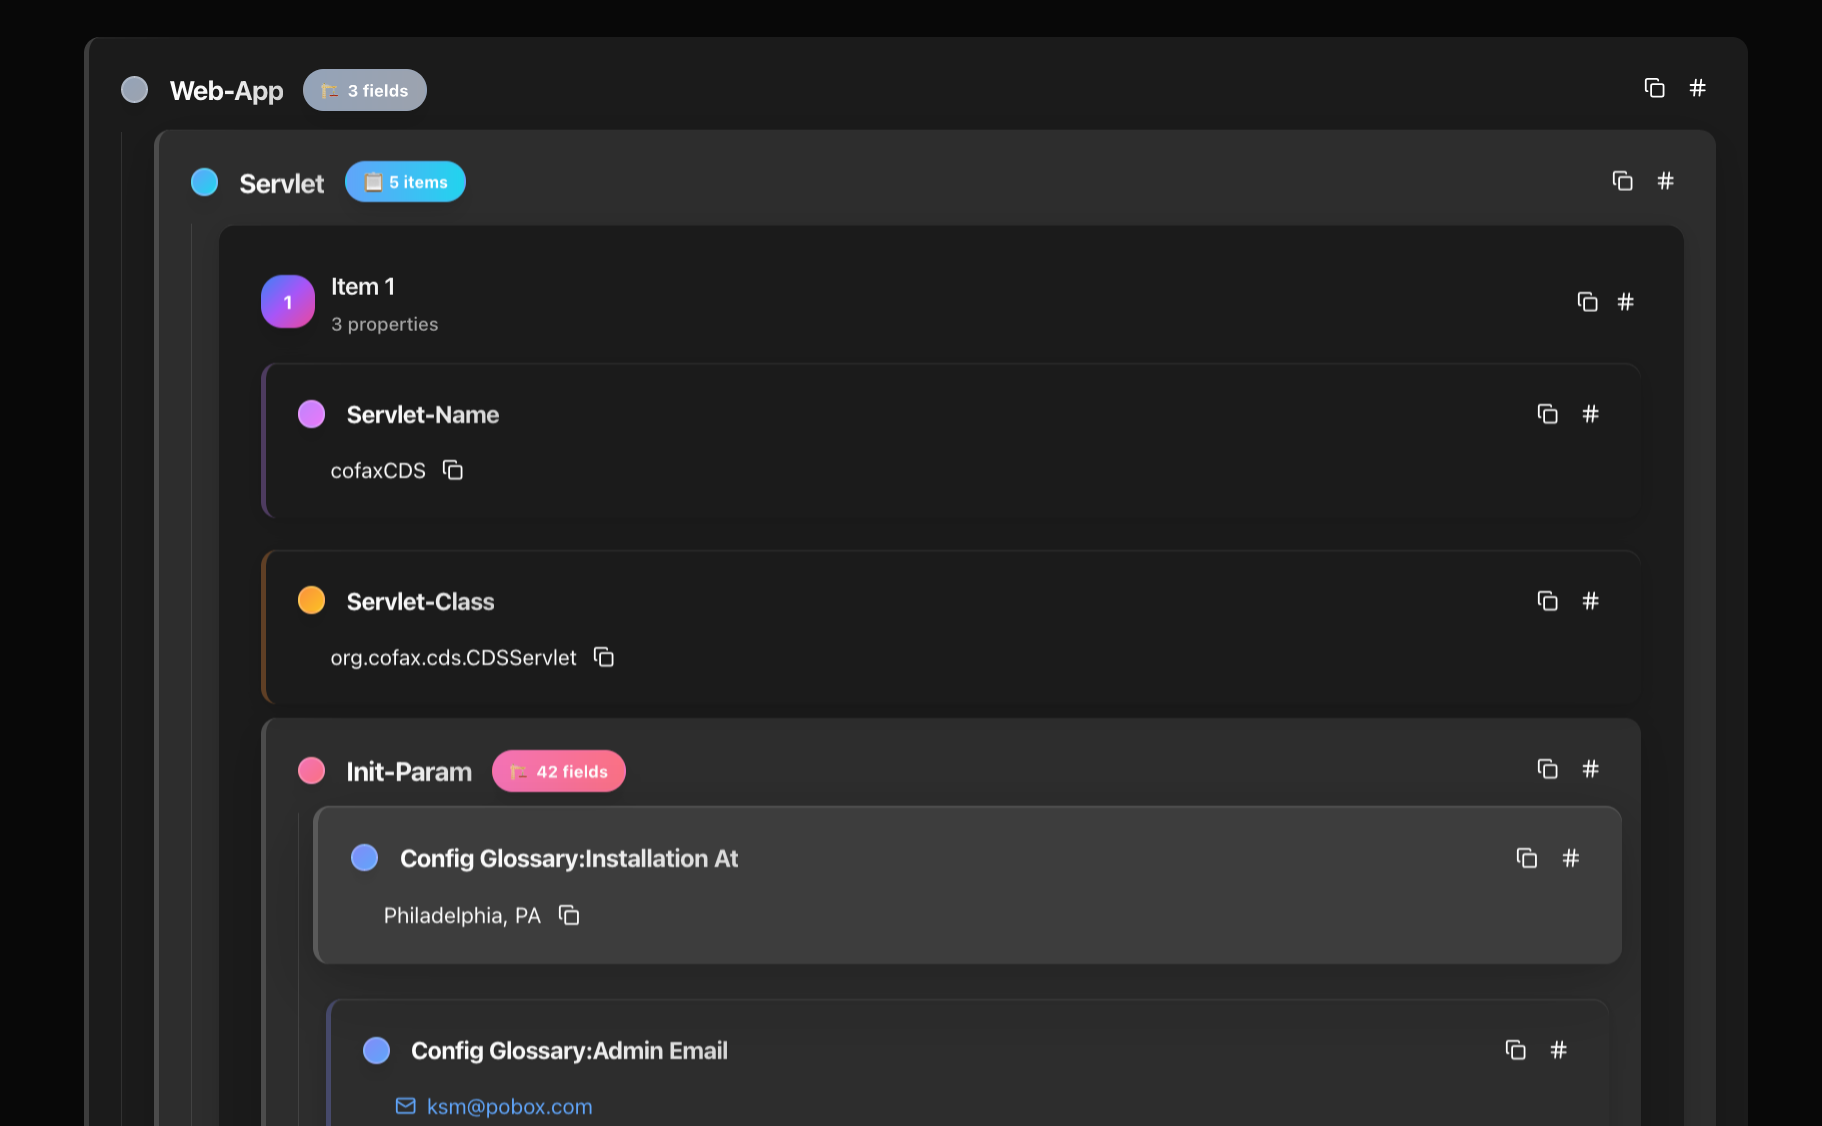 Web-App
3 fields
#
Servlet
5 items
#
1
Item 1
3 properties
#
Servlet-Name
#
cofaxCDS
Servlet-Class
#
org.cofax.cds.CDSServlet
Init-Param
42 fields
#
Config Glossary:Installation At
#
Philadelphia, PA
Config Glossary:Admin Email
#
ksm@pobox.com